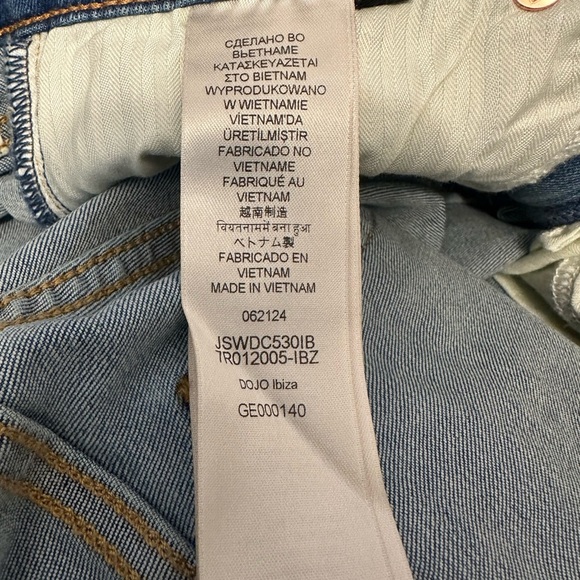 СДЕЛАНО ВО
ВЬЕТНАМЕ
ΚΑΤΑΣΚΕΥΑΖΕΤΑΙ
ΣΤΟ ΒΙΕΤΝΑΜ
WYPRODUKOWANO
W WIETNAMIE
VİETNAM'DA
ÜRETİLMİŞTİR
FABRICADO NO
VIETNAME
FABRIQUÉ AU
VIETNAM
越南制造
वियतनाम में बना हुआ
ベトナム製
FABRICADO EN
VIETNAM
MADE IN VIETNAM
062124
JSWDC530IB
7R012005-IBZ
DOJO Ibiza
GE000140